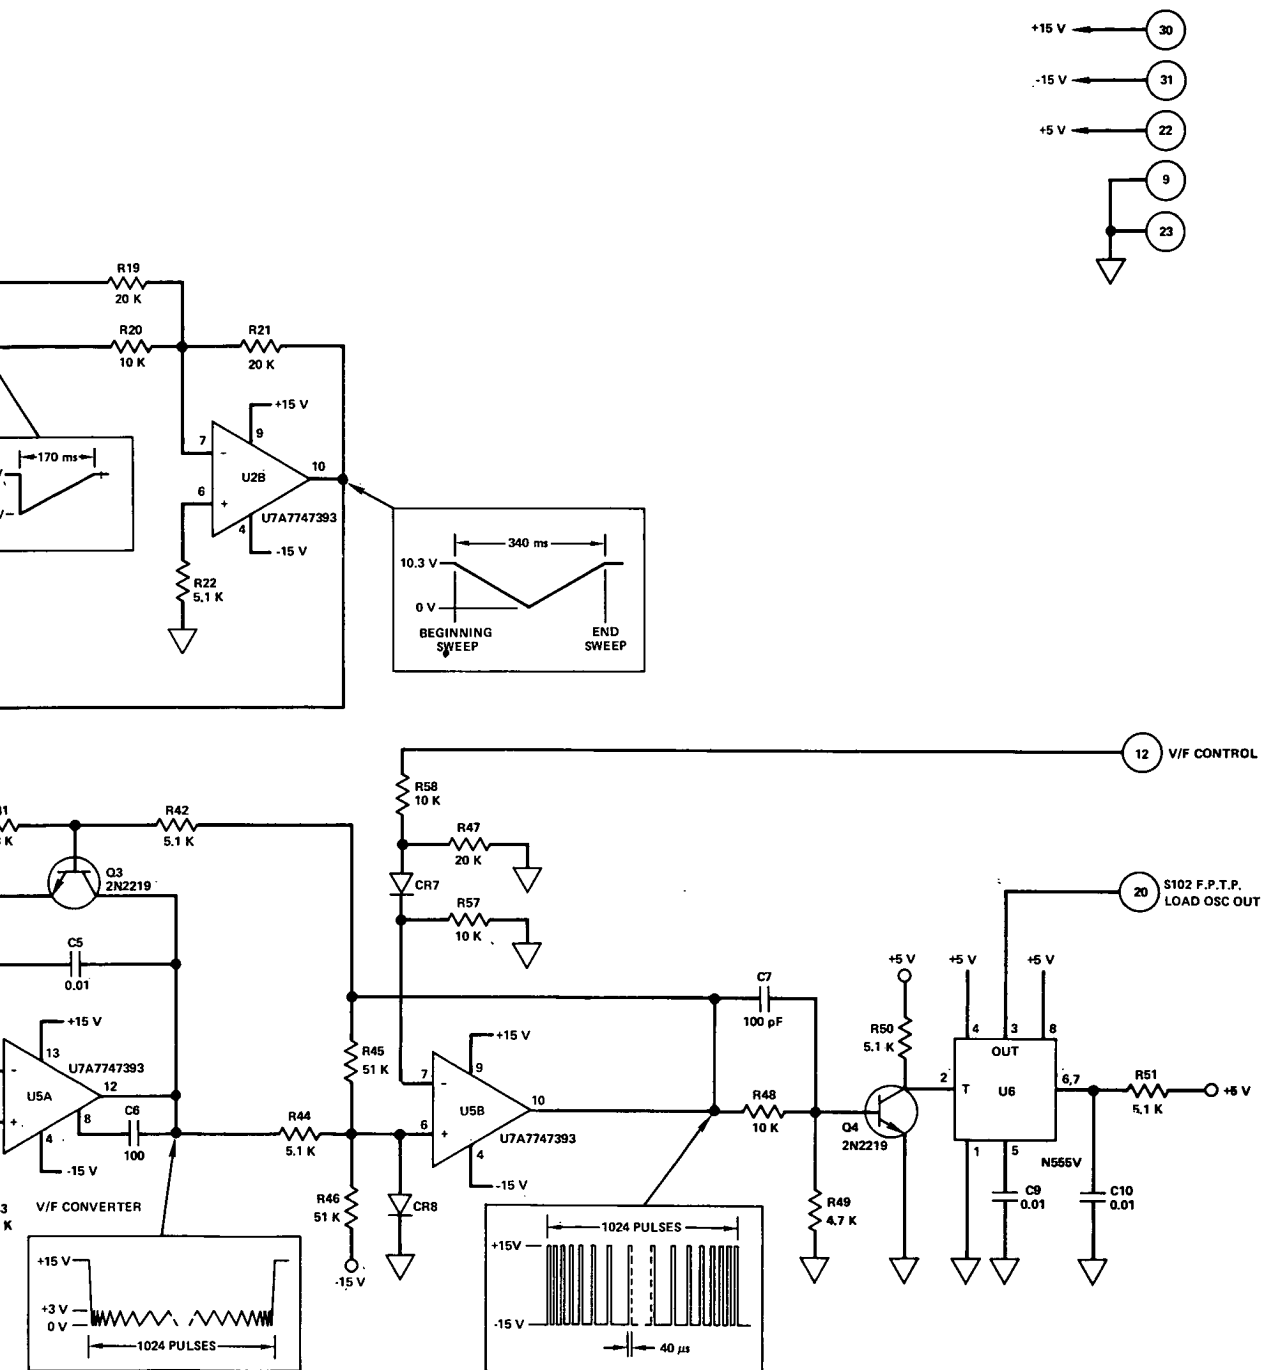 +15 V
30
-15 V
31
+5 V
22
9
23
R19
20 K
R20
10 K
R21
20 K
+15 V
9
7
-
U2B
10
6
+
U7A7747393
4
-15 V
R22
5.1 K
170 ms
340 ms
10.3 V
0 V
BEGINNING
SWEEP
END
SWEEP
12
V/F CONTROL
R58
10 K
R42
5.1 K
R47
20 K
Q3
2N2219
CR7
R57
10 K
20
S102 F.P.T.P.
LOAD OSC OUT
C5
0.01
+5 V
+5 V
+5 V
C7
100 pF
R50
5.1 K
4
3
8
OUT
+15 V
13
U7A7747393
-
U5A
12
+
8
4
-15 V
C6
100
R45
51 K
+15 V
9
7
-
U5B
10
6
+
U7A7747393
4
-15 V
2
T
U6
6,7
R51
5.1 K
+5 V
R44
5.1 K
R48
10 K
Q4
2N2219
1
5
N555V
C9
0.01
C10
0.01
R46
51 K
CR8
-15 V
R49
4.7 K
3
K
V/F CONVERTER
+15 V
+3 V
0 V
1024 PULSES
1024 PULSES
+15V
-15 V
40 µs